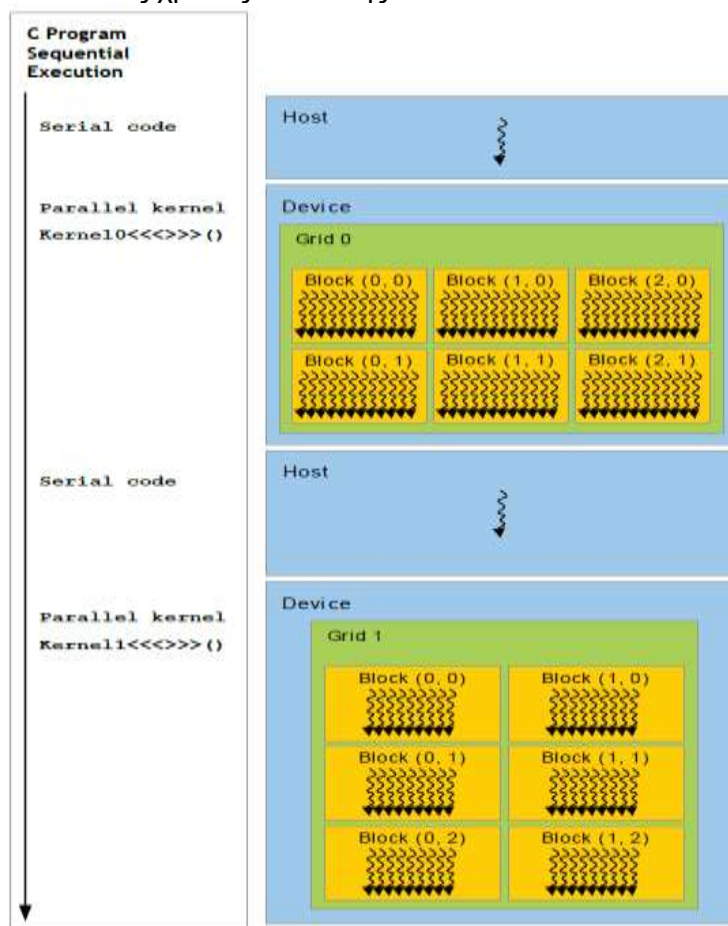 C Program
Sequential
Execution
Serial code
Host
Parallel kernel
Kernel0<<<>>>()
Device
Grid 0
Block (0, 0)
Block (1, 0)
Block (2, 0)
Block (0, 1)
Block (1, 1)
Block (2, 1)
Serial code
Host
Parallel kernel
Kernel1<<<>>>()
Device
Grid 1
Block (0, 0)
Block (1, 0)
Block (0, 1)
Block (1, 1)
Block (0, 2)
Block (1, 2)